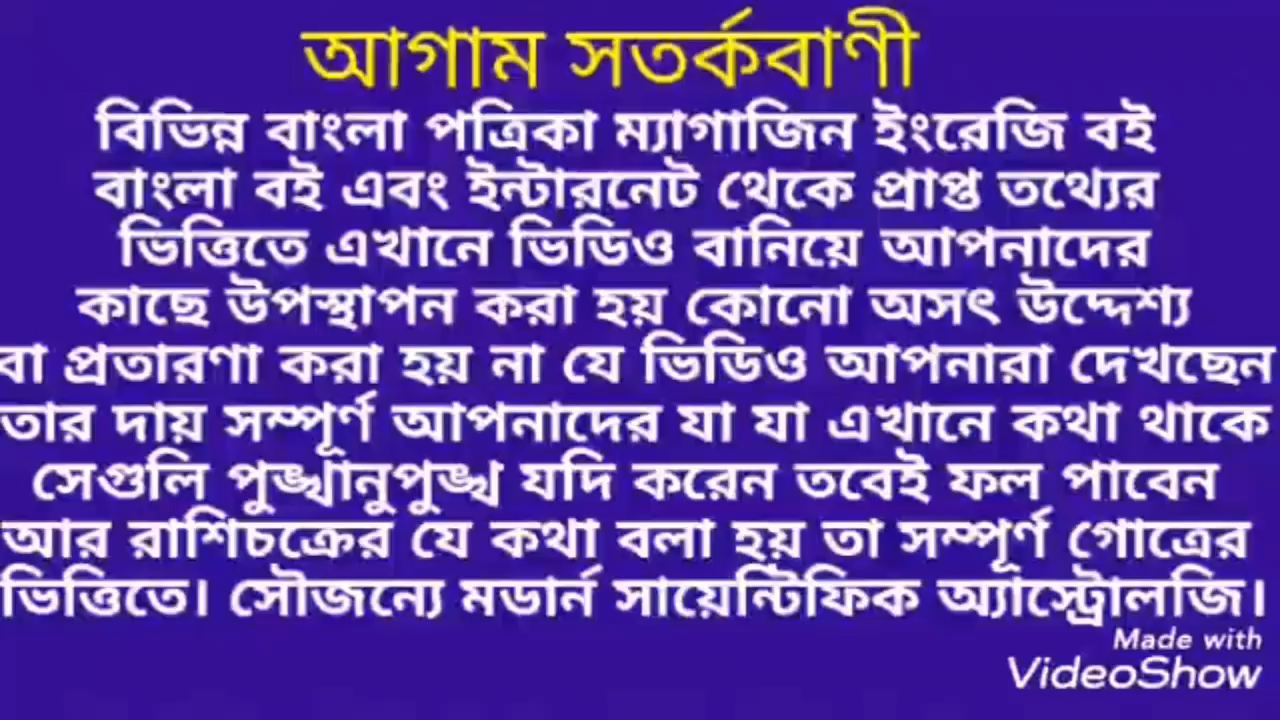 আগাম সতর্কবাণী
বিভিন্ন বাংলা পত্রিকা ম্যাগাজিন ইংরেজি বই
বাংলা বই এবং ইন্টারনেট থেকে প্রাপ্ত তথ্যের
ভিত্তিতে এখানে ভিডিও বানিয়ে আপনাদের
কাছে উপস্থাপন করা হয় কোনো অসৎ উদ্দেশ্য
বা প্রতারণা করা হয় না যে ভিডিও আপনারা দেখছেন
তার দায় সম্পূর্ণ আপনাদের যা যা এখানে কথা থাকে
সেগুলি পুঙ্খানুপুঙ্খ যদি করেন তবেই ফল পাবেন
আর রাশিচক্রের যে কথা বলা হয় তা সম্পূর্ণ গোত্রের
ভিত্তিতে। সৌজন্যে মডার্ন সায়েন্টিফিক অ্যাস্ট্রোলজি।
Made with
VideoShow